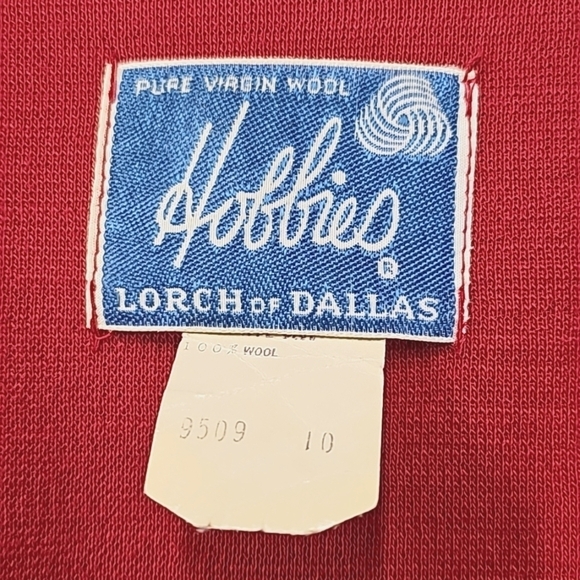 PURE VIRGIN WOOL
Hobbies
®
LORCH OF DALLAS
100% WOOL
9509 10